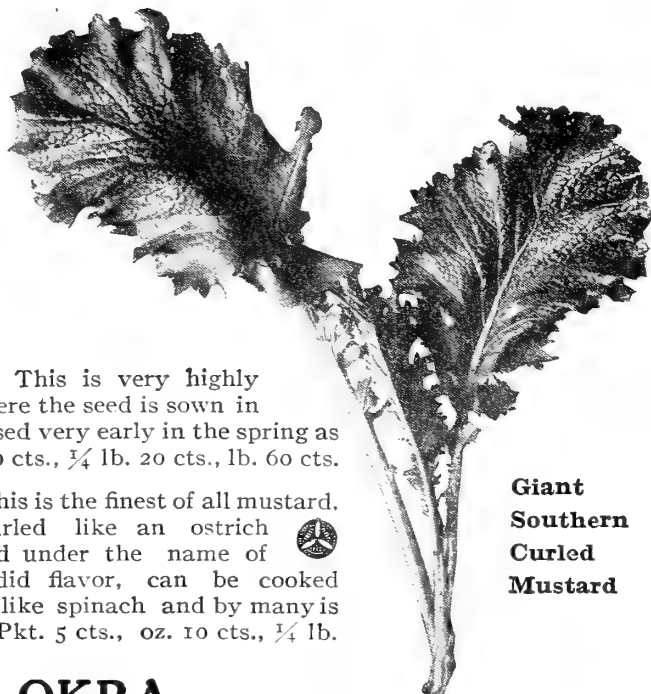 This is very highly
ere the seed is sown in
sed very early in the spring as
cts., ¼ lb. 20 cts., lb. 60 cts.
his is the finest of all mustard,
rled like an ostrich
d under the name of
did flavor, can be cooked
like spinach and by many is
Pkt. 5 cts., oz. 10 cts., ¼ lb.
Giant
Southern
Curled
Mustard
OKRA